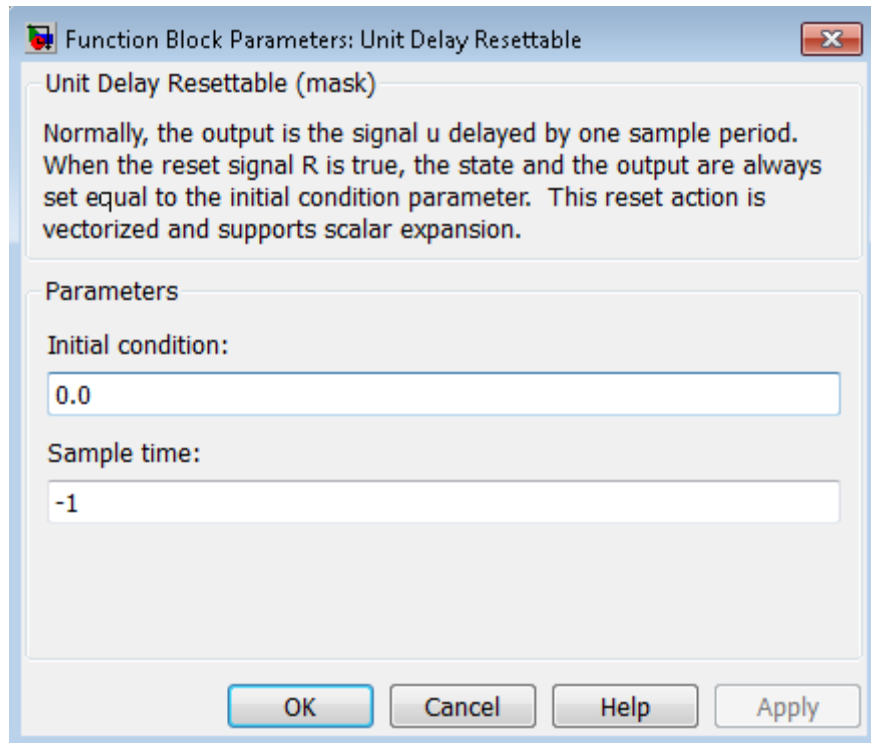 Function Block Parameters: Unit Delay Resettable
Unit Delay Resettable (mask)
Normally, the output is the signal u delayed by one sample period.
When the reset signal R is true, the state and the output are always
set equal to the initial condition parameter.  This reset action is
vectorized and supports scalar expansion.
Parameters
Initial condition:
0.0
Sample time:
-1
OK Cancel Help Apply